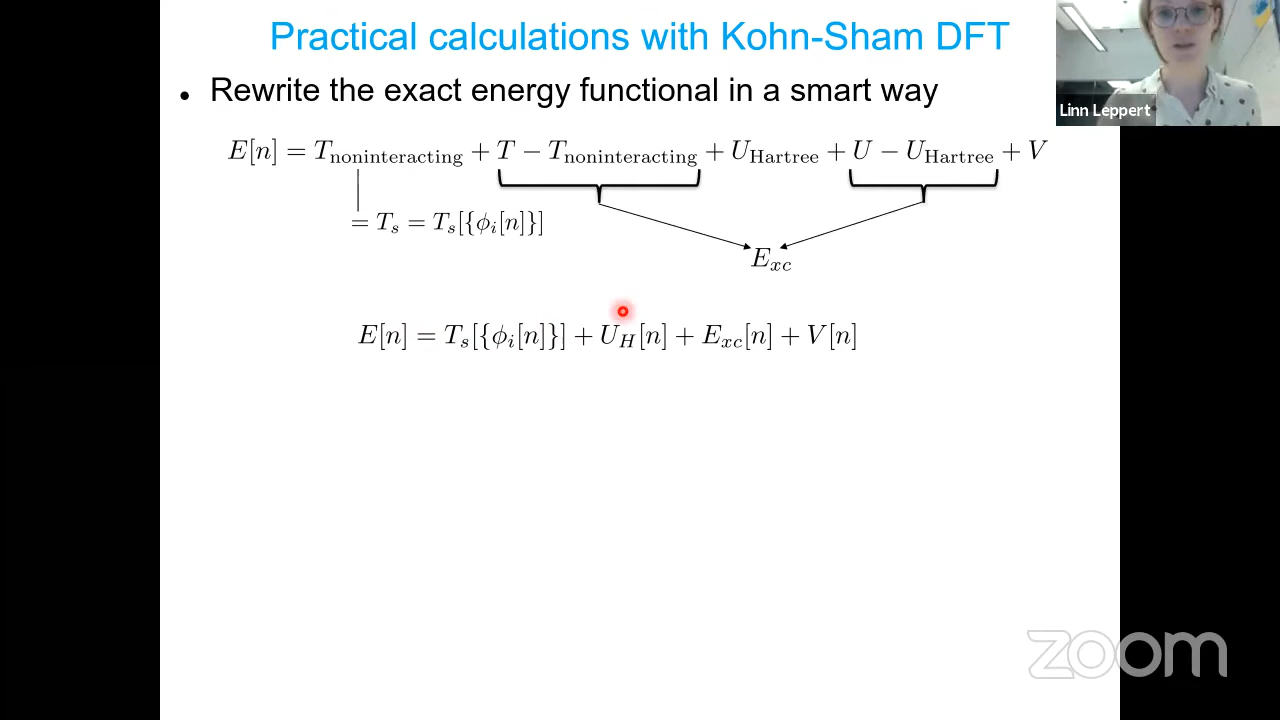 Practical calculations with Kohn-Sham DFT
• Rewrite the exact energy functional in a smart way
Linn Leppert
E[n] = T_noninteracting + T − T_noninteracting + U_Hartree + U − U_Hartree + V
= T_s = T_s[{ϕ_i[n]}]
E_xc
E[n] = T_s[{ϕ_i[n]}] + U_H[n] + E_xc[n] + V[n]
zoom